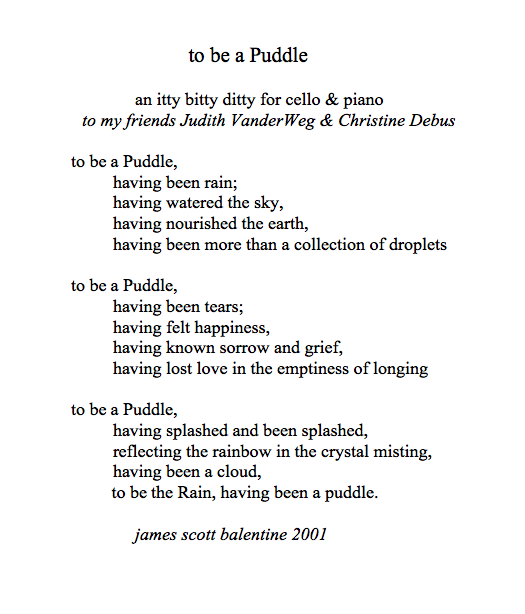 to be a Puddle
an itty bitty ditty for cello & piano
to my friends Judith VanderWeg & Christine Debus
to be a Puddle,
having been rain;
having watered the sky,
having nourished the earth,
having been more than a collection of droplets
to be a Puddle,
having been tears;
having felt happiness,
having known sorrow and grief,
having lost love in the emptiness of longing
to be a Puddle,
having splashed and been splashed,
reflecting the rainbow in the crystal misting,
having been a cloud,
to be the Rain, having been a puddle.
james scott balentine 2001